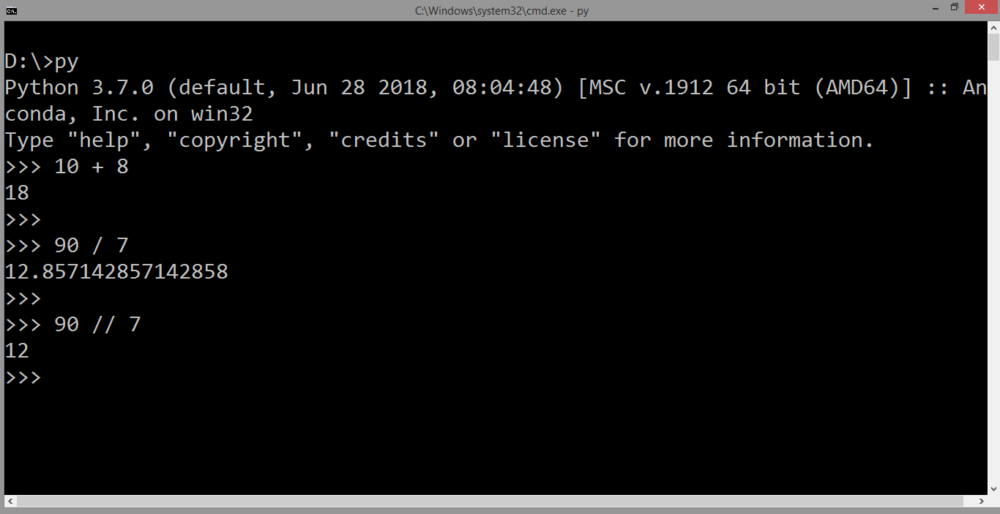 C:\Windows\system32\cmd.exe - py
D:\>py
Python 3.7.0 (default, Jun 28 2018, 08:04:48) [MSC v.1912 64 bit (AMD64)] :: An
conda, Inc. on win32
Type "help", "copyright", "credits" or "license" for more information.
>>> 10 + 8
18
>>>
>>> 90 / 7
12.857142857142858
>>>
>>> 90 // 7
12
>>>